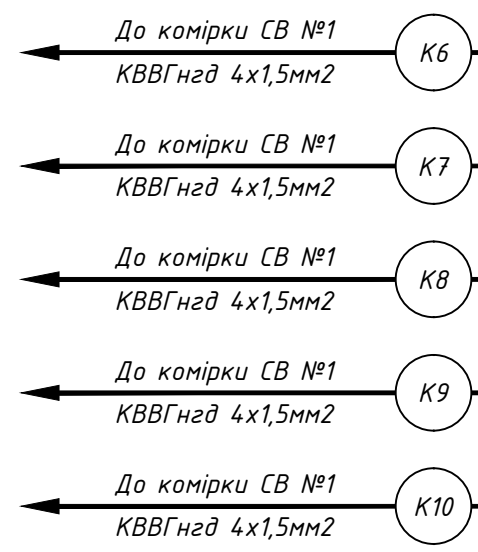 До комірки СВ №1
К6
КВВГнгд 4х1,5мм2
До комірки СВ №1
К7
КВВГнгд 4х1,5мм2
До комірки СВ №1
К8
КВВГнгд 4х1,5мм2
До комірки СВ №1
К9
КВВГнгд 4х1,5мм2
До комірки СВ №1
К10
КВВГнгд 4х1,5мм2